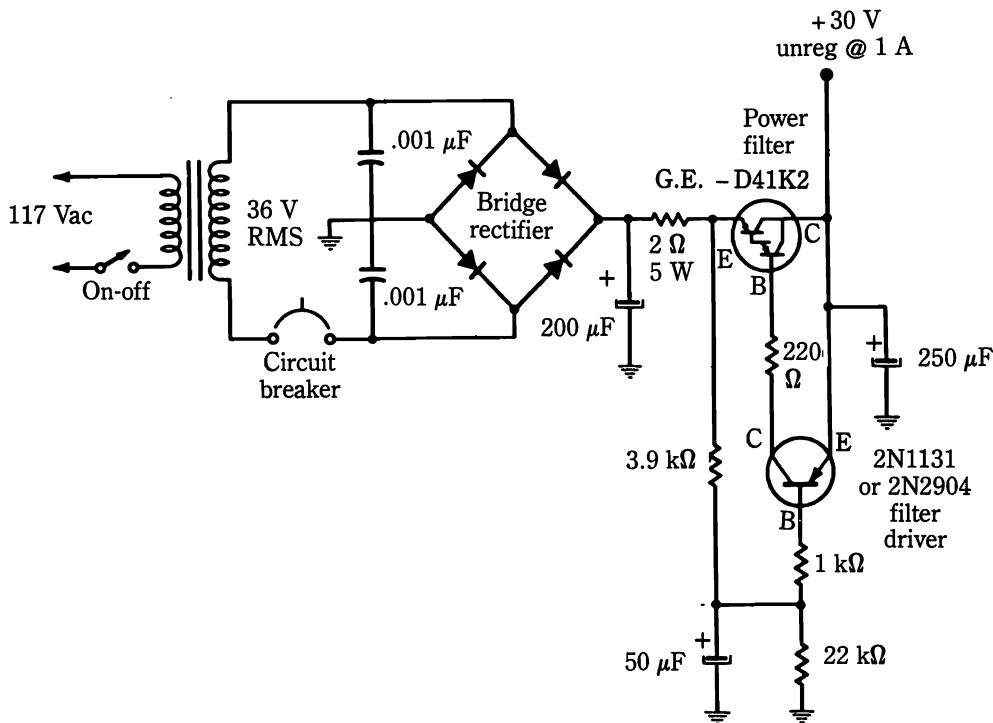 +30 V
unreg @ 1 A
Power
filter
G.E. – D41K2
.001 µF
117 Vac
36 V
RMS
Bridge
rectifier
2 Ω
5 W
E
C
B
On-off
.001 µF
+
200 µF
Circuit
breaker
220
Ω
+
250 µF
C
E
3.9 kΩ
2N1131
or 2N2904
filter
driver
B
1 kΩ
+
50 µF
22 kΩ